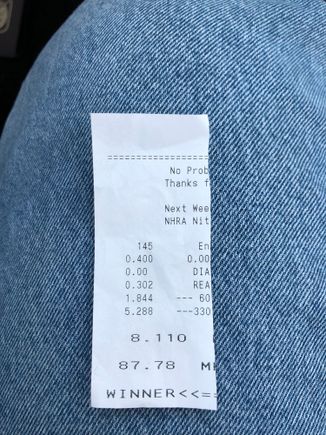 =====================
No Prob
Thanks f
Next Wee
NHRA Nit
145 En
0.400 0.00
0.00 DIA
0.302 REA
1.844 --- 60
5.288 ---330
8.110
87.78 M
WINNER<<==